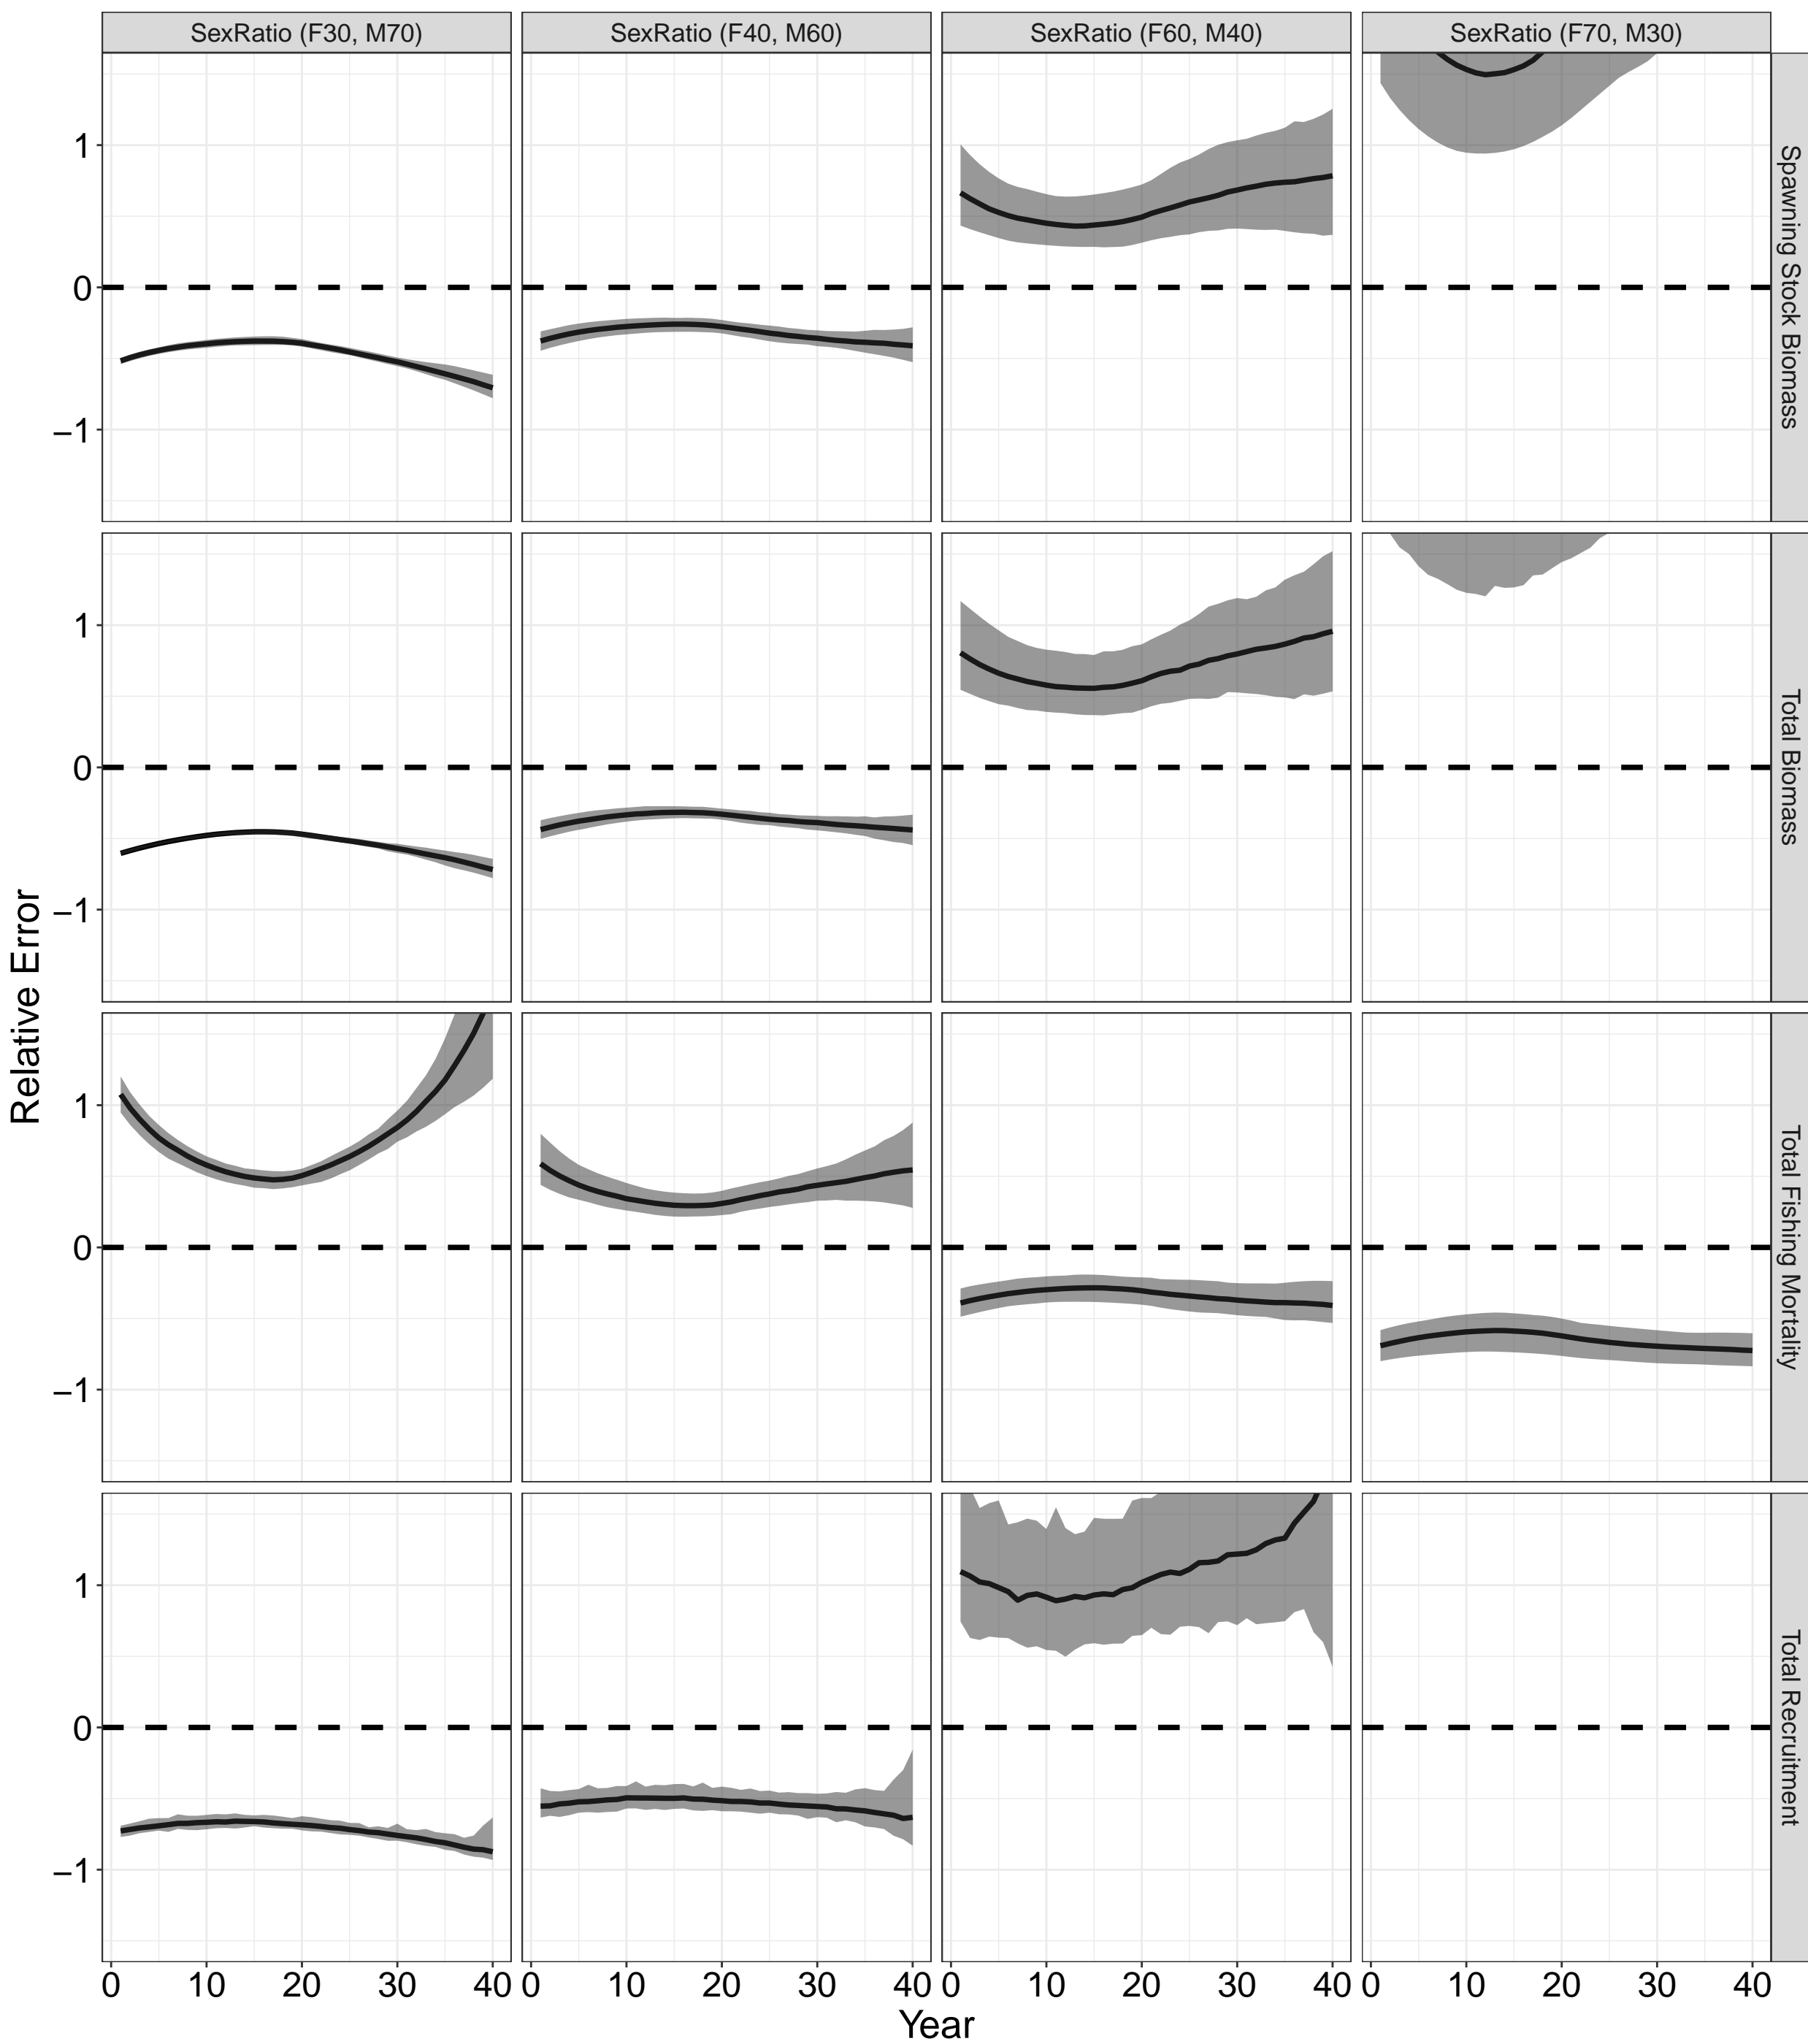 SexRatio (F30, M70)
SexRatio (F40, M60)
SexRatio (F60, M40)
SexRatio (F70, M30)
1
0
−1
Spawning Stock Biomass
1
0
−1
Total Biomass
Relative Error
1
0
−1
Total Fishing Mortality
1
0
−1
Total Recruitment
0 10 20 30 40
0 10 20 30 40
0 10 20 30 40
0 10 20 30 40
Year